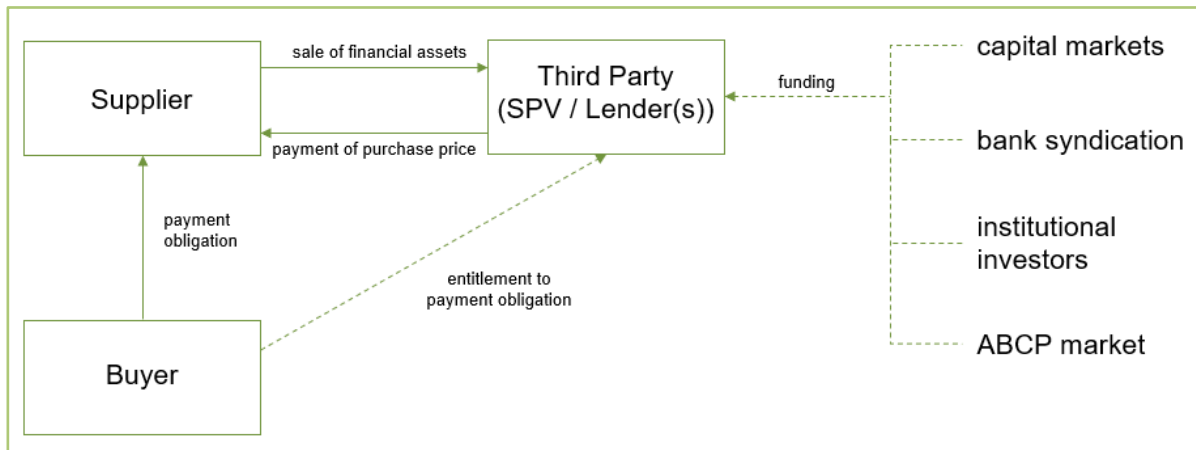 sale of financial assets
Supplier
Third Party
(SPV / Lender(s))
payment of purchase price
funding
capital markets
bank syndication
institutional
investors
ABCP market
payment
obligation
entitlement to
payment obligation
Buyer